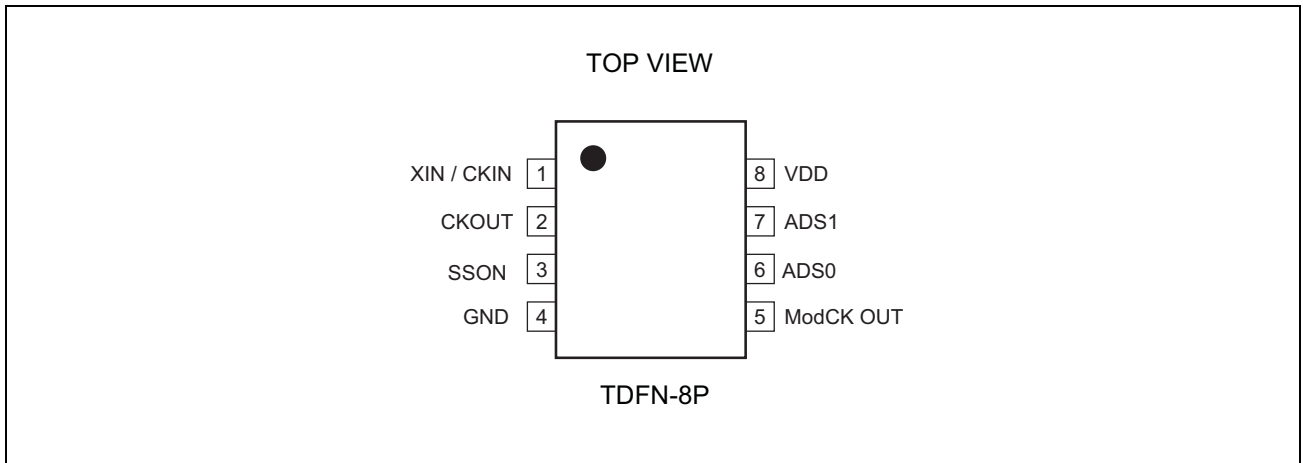 TOP VIEW
XIN / CKIN 1
CKOUT 2
SSON 3
GND 4
8 VDD
7 ADS1
6 ADS0
5 ModCK OUT
TDFN-8P